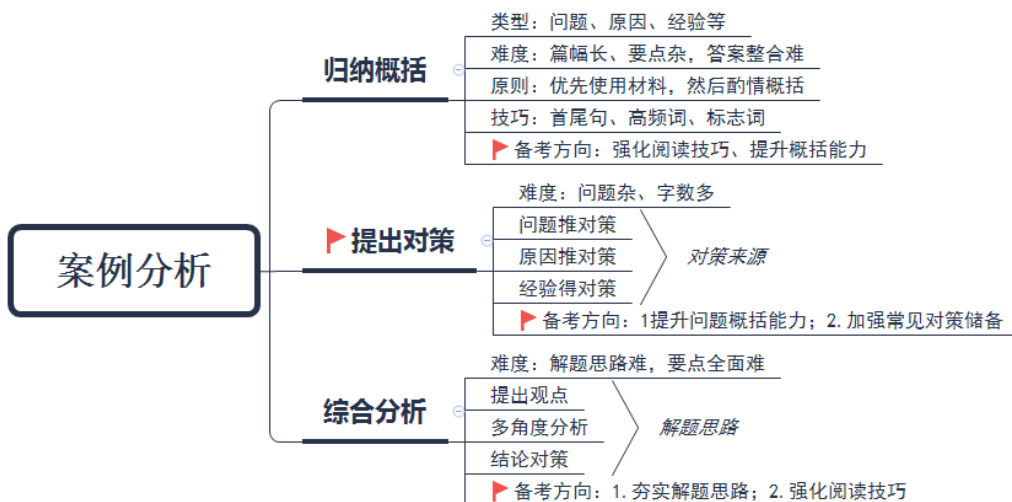 案例分析
归纳概括
类型：问题、原因、经验等
难度：篇幅长、要点杂，答案整合难
原则：优先使用材料，然后酌情概括
技巧：首尾句、高频词、标志词
备考方向：强化阅读技巧、提升概括能力
提出对策
难度：问题杂、字数多
问题推对策
原因推对策
经验得对策
对策来源
备考方向：1提升问题概括能力；2.加强常见对策储备
综合分析
难度：解题思路难，要点全面难
提出观点
多角度分析
结论对策
解题思路
备考方向：1.夯实解题思路；2.强化阅读技巧